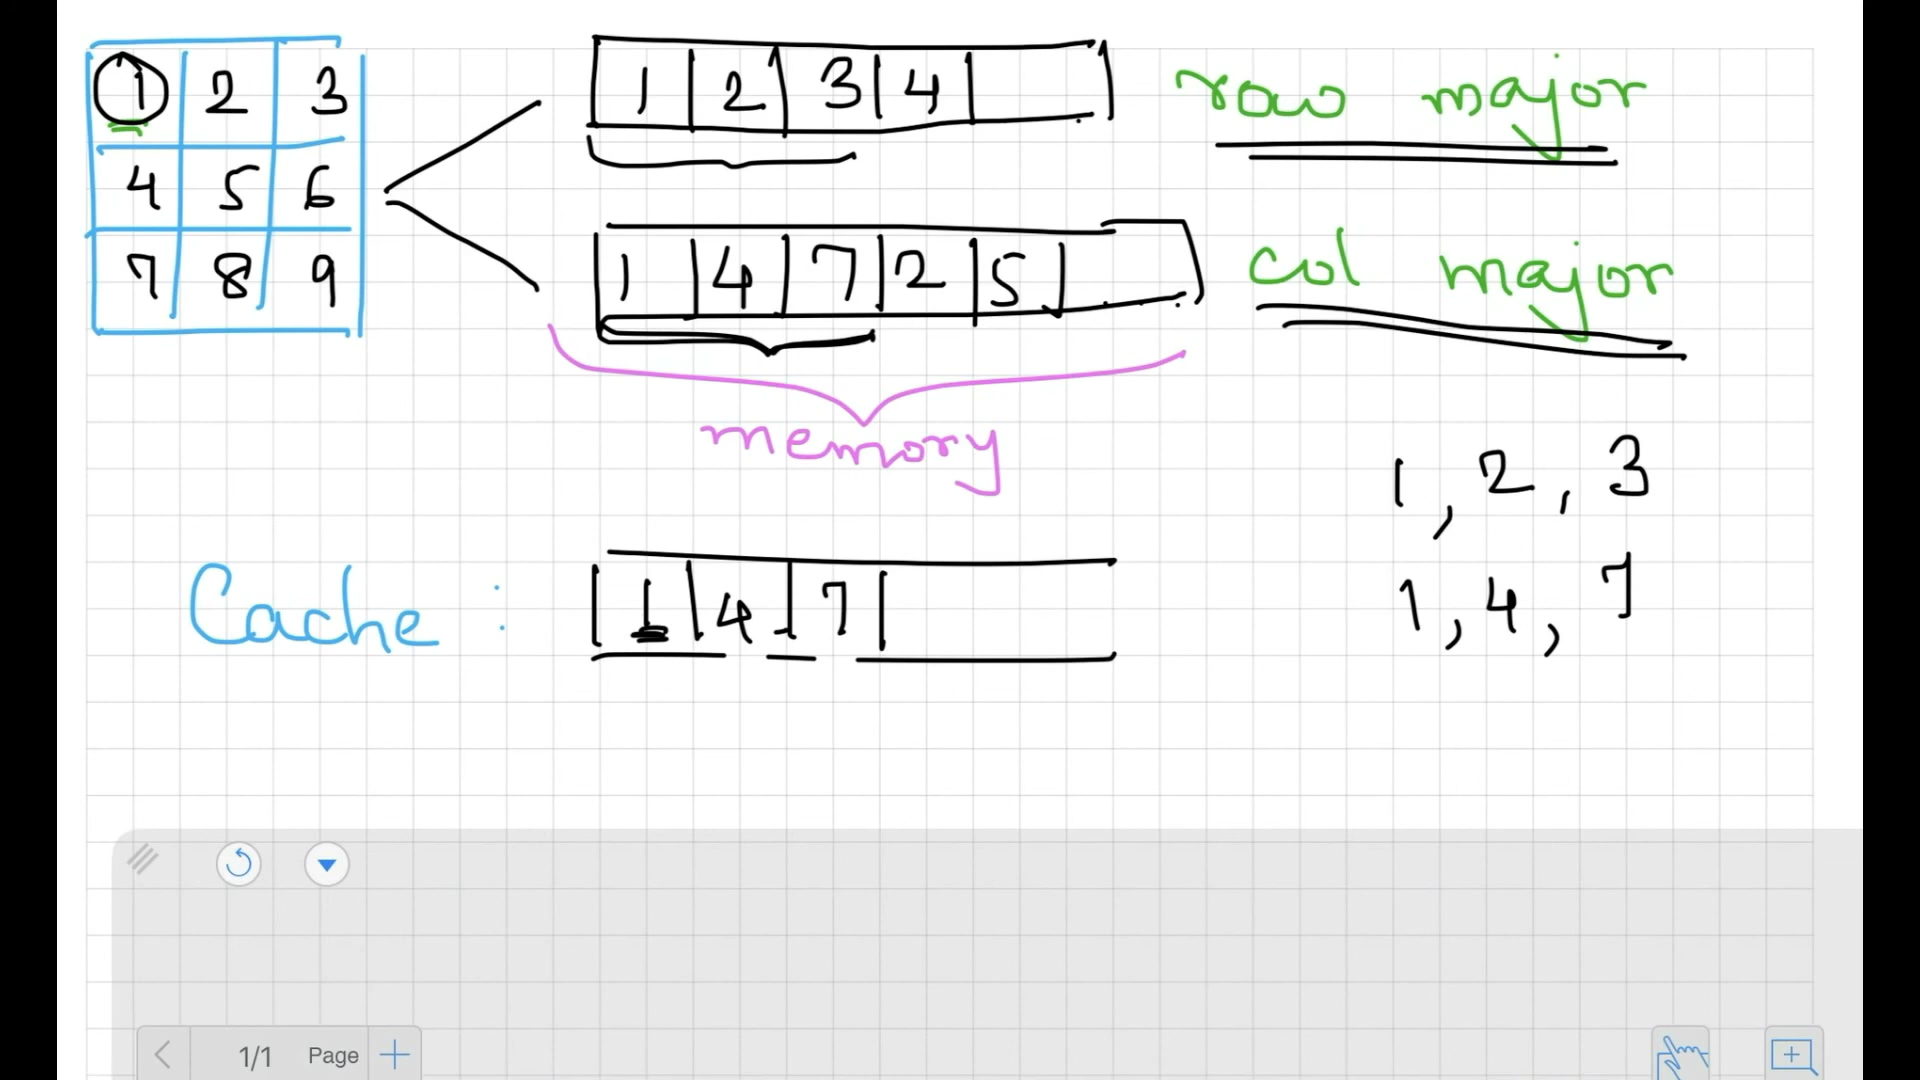 1 2 3
4 5 6
7 8 9
1 2 3 4
row major
1 4 7 2 5
col major
memory
1, 2, 3
1, 4, 7
Cache : 1 4 7
1/1 Page